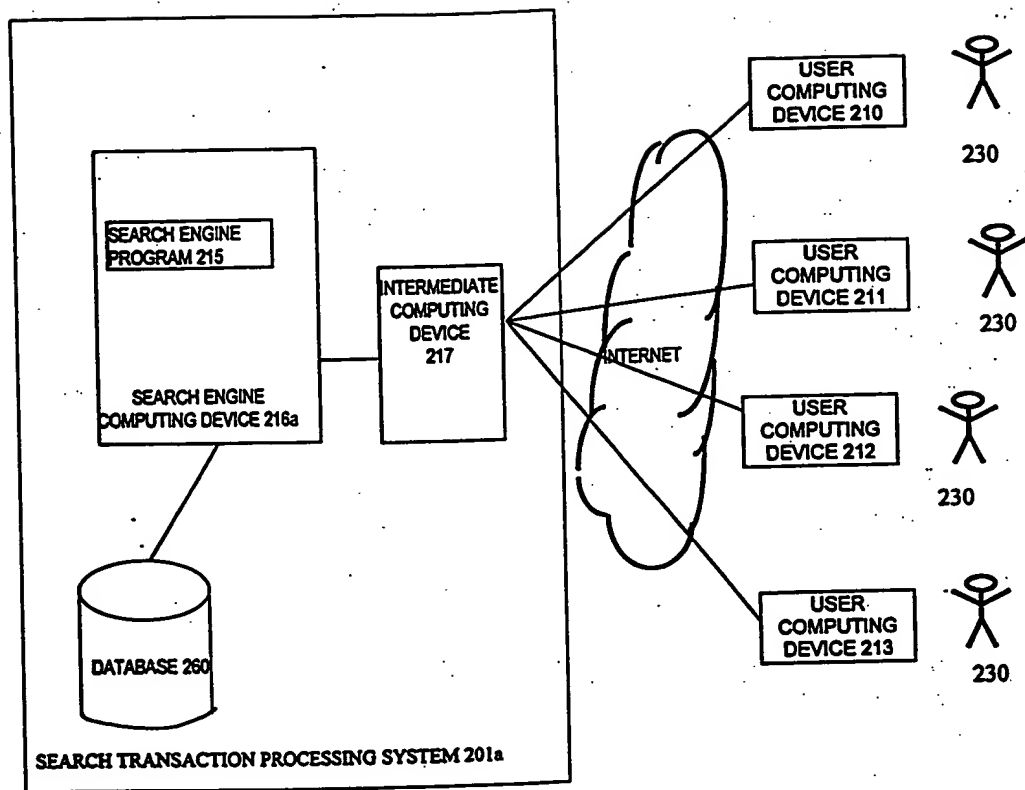 SEARCH ENGINE
PROGRAM 215
SEARCH ENGINE
COMPUTING DEVICE 216a
INTERMEDIATE
COMPUTING
DEVICE
217
DATABASE 260
SEARCH TRANSACTION PROCESSING SYSTEM 201a
INTERNET
USER
COMPUTING
DEVICE 210
230
USER
COMPUTING
DEVICE 211
230
USER
COMPUTING
DEVICE 212
230
USER
COMPUTING
DEVICE 213
230